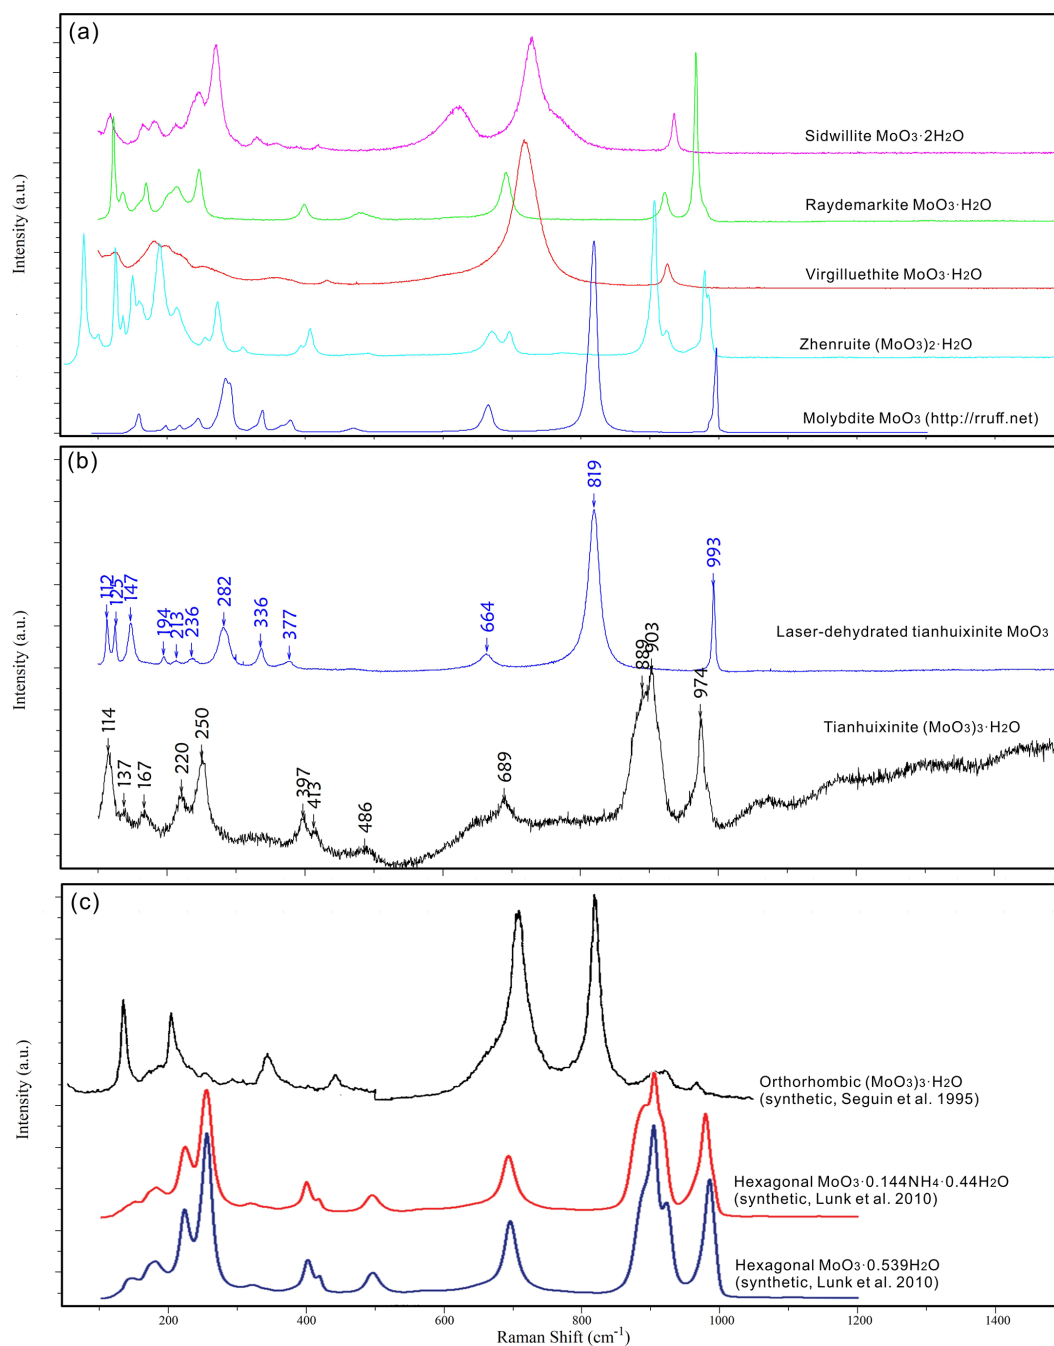 (a)
Sidwillite MoO3·2H2O
Raydemarkite MoO3·H2O
Virgilluethite MoO3·H2O
Zhenruite (MoO3)2·H2O
Molybdite MoO3 (http://rruff.net)
Intensity (a.u.)
(b)
819
993
112
125
147
194
213
236
282
336
377
664
Laser-dehydrated tianhuixinite MoO3
889
903
974
114
137
167
220
250
397
413
486
689
Tianhuixinite (MoO3)3·H2O
Intensity (a.u.)
(c)
Orthorhombic (MoO3)3·H2O
(synthetic, Seguin et al. 1995)
Hexagonal MoO3·0.144NH4·0.44H2O
(synthetic, Lunk et al. 2010)
Hexagonal MoO3·0.539H2O
(synthetic, Lunk et al. 2010)
Intensity (a.u.)
200 400 600 800 1000 1200 1400
Raman Shift (cm-1)